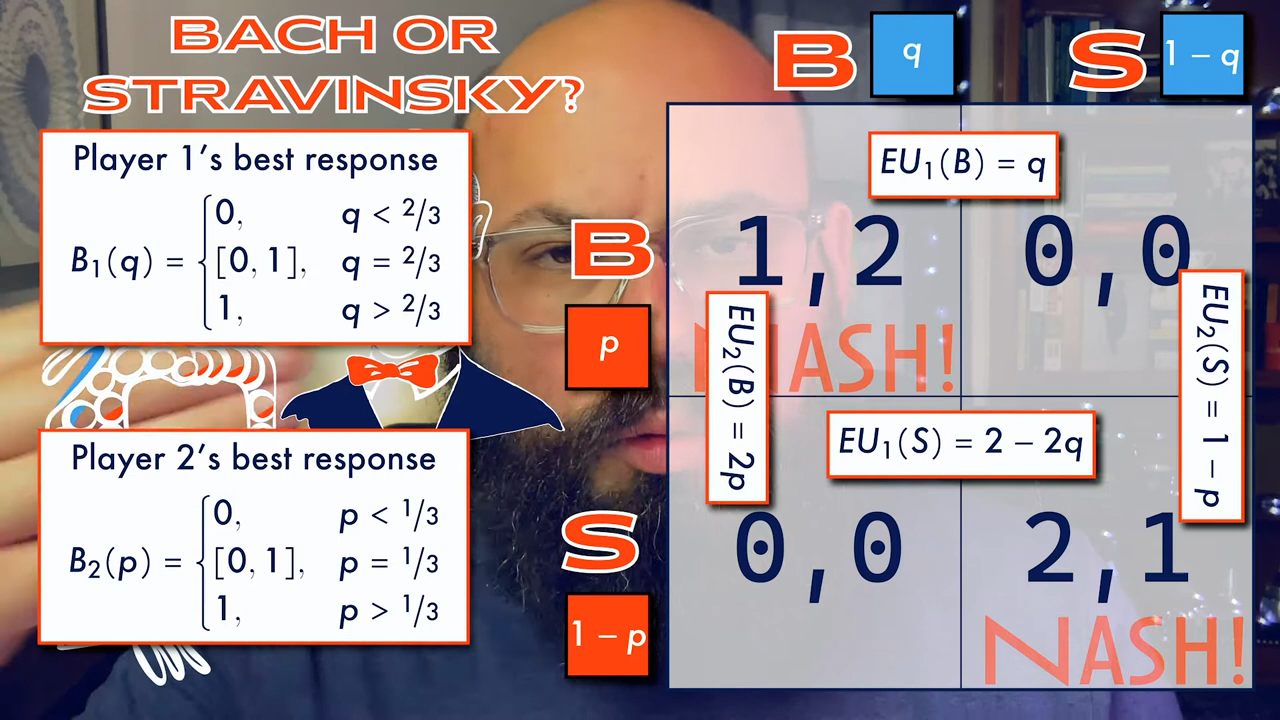 BACH OR
STRAVINSKY?
Player 1's best response
B₁(q) = { 0, q < 2/3
[0, 1], q = 2/3
1, q > 2/3
Player 2's best response
B₂(p) = { 0, p < 1/3
[0, 1], p = 1/3
1, p > 1/3
B q S 1 − q
EU₁(B) = q
B 1,2 0,0
p NASH!
EU₂(B) = 2p
EU₂(S) = 1 − p
EU₁(S) = 2 − 2q
S 0,0 2,1
1 − p NASH!